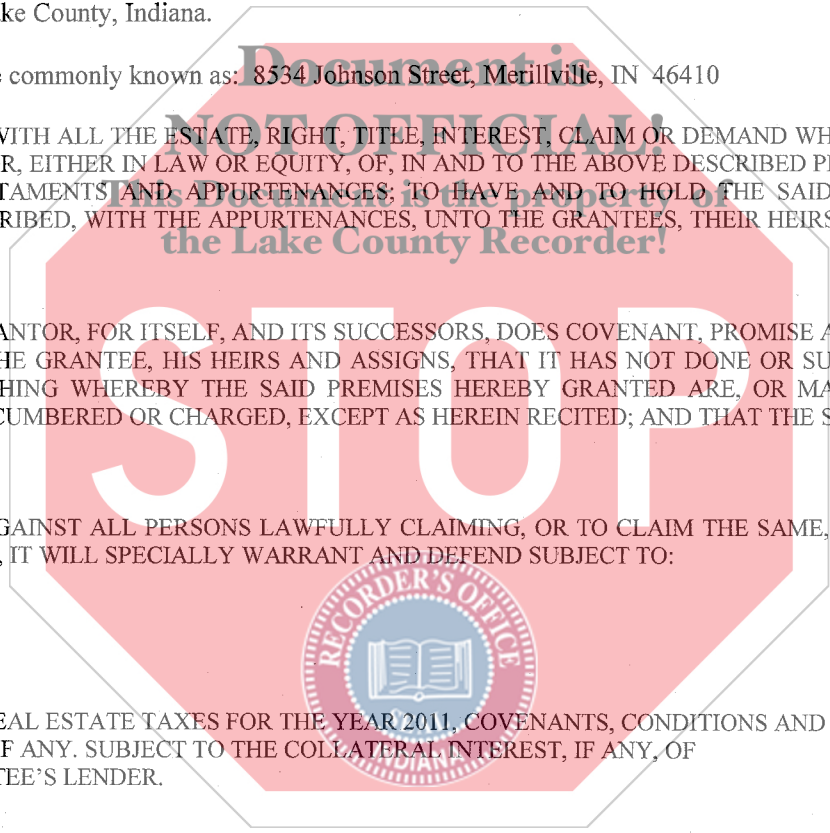 ke County, Indiana.
Document is
commonly known as: 8534 Johnson Street, Merillville, IN 46410
NOT OFFICIAL!
WITH ALL THE ESTATE, RIGHT, TITLE, INTEREST, CLAIM OR DEMAND WH
R, EITHER IN LAW OR EQUITY, OF, IN AND TO THE ABOVE DESCRIBED P
This Document is the property of
TAMENTS AND APPURTENANCES; TO HAVE AND TO HOLD THE SAID
RIBED, WITH THE APPURTENANCES, UNTO THE GRANTEES, THEIR HEIRS
the Lake County Recorder!
ANTOR, FOR ITSELF, AND ITS SUCCESSORS, DOES COVENANT, PROMISE A
HE GRANTEE, HIS HEIRS AND ASSIGNS, THAT IT HAS NOT DONE OR SU
HING WHEREBY THE SAID PREMISES HEREBY GRANTED ARE, OR MA
CUMBERED OR CHARGED, EXCEPT AS HEREIN RECITED; AND THAT THE S
STOP
GAINST ALL PERSONS LAWFULLY CLAIMING, OR TO CLAIM THE SAME,
, IT WILL SPECIALLY WARRANT AND DEFEND SUBJECT TO:
RECORDER'S OFFICE
EAL ESTATE TAXES FOR THE YEAR 2011, COVENANTS, CONDITIONS AND
F ANY. SUBJECT TO THE COLLATERAL INTEREST, IF ANY, OF
INDIANA
TEE'S LENDER.